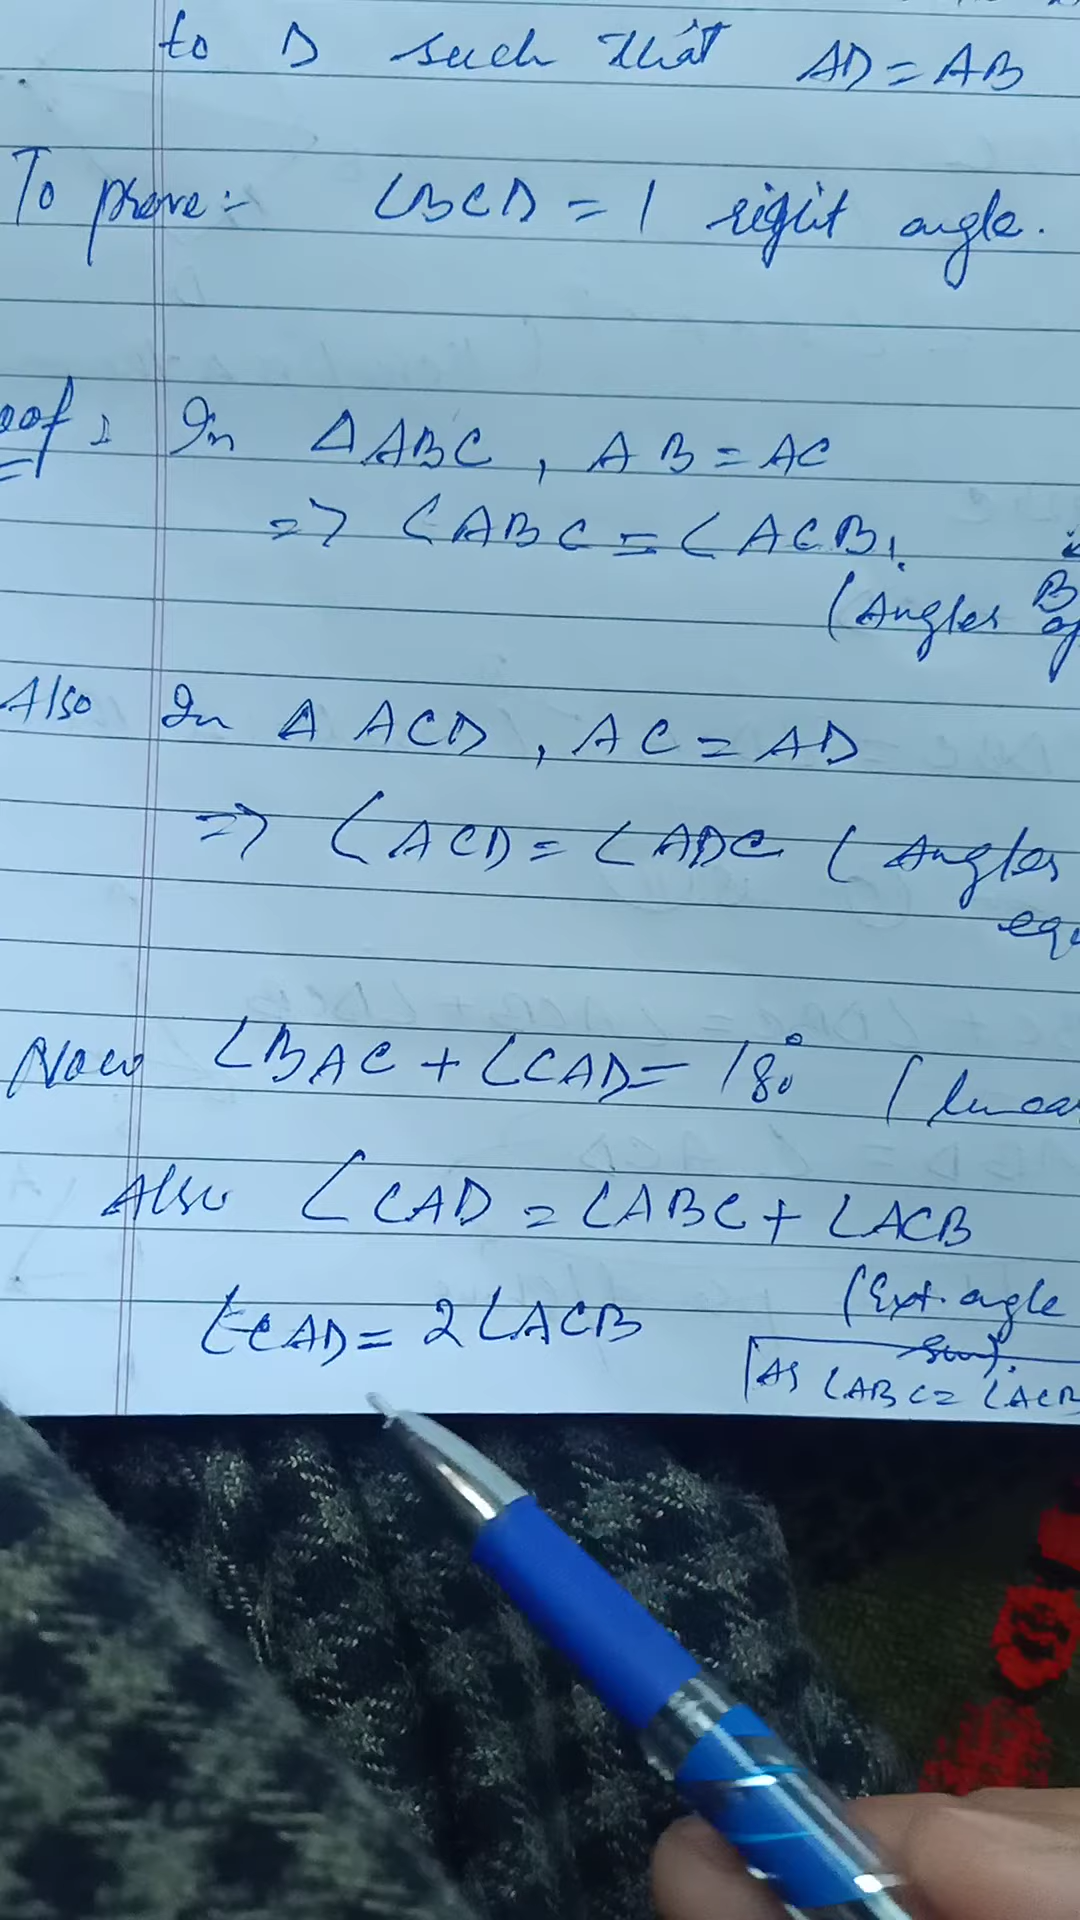 to D such that AD = AB
To prove:- ∠BCD = 1 right angle.
In △ABC, AB = AC
=> ∠ABC = ∠ACB.
(Angles
Also In △ ACD, AC = AD
=> ∠ACD = ∠ADC (Angles
Now ∠BAC + ∠CAD = 180°
Also ∠CAD = ∠ABC + ∠ACB
(Ext. angle
∠CAD = 2∠ACB
[As ∠ABC = ∠ACB